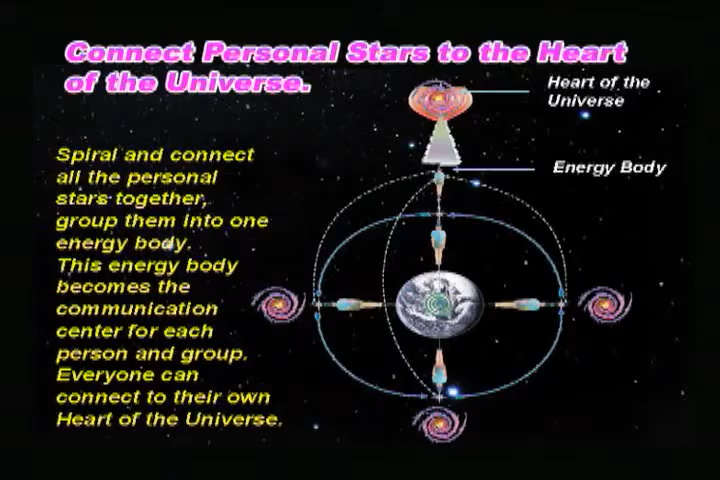 Connect Personal Stars to the Heart
of the Universe.
Heart of the
Universe
Energy Body
Spiral and connect
all the personal
stars together,
group them into one
energy body.
This energy body
becomes the
communication
center for each
person and group.
Everyone can
connect to their own
Heart of the Universe.